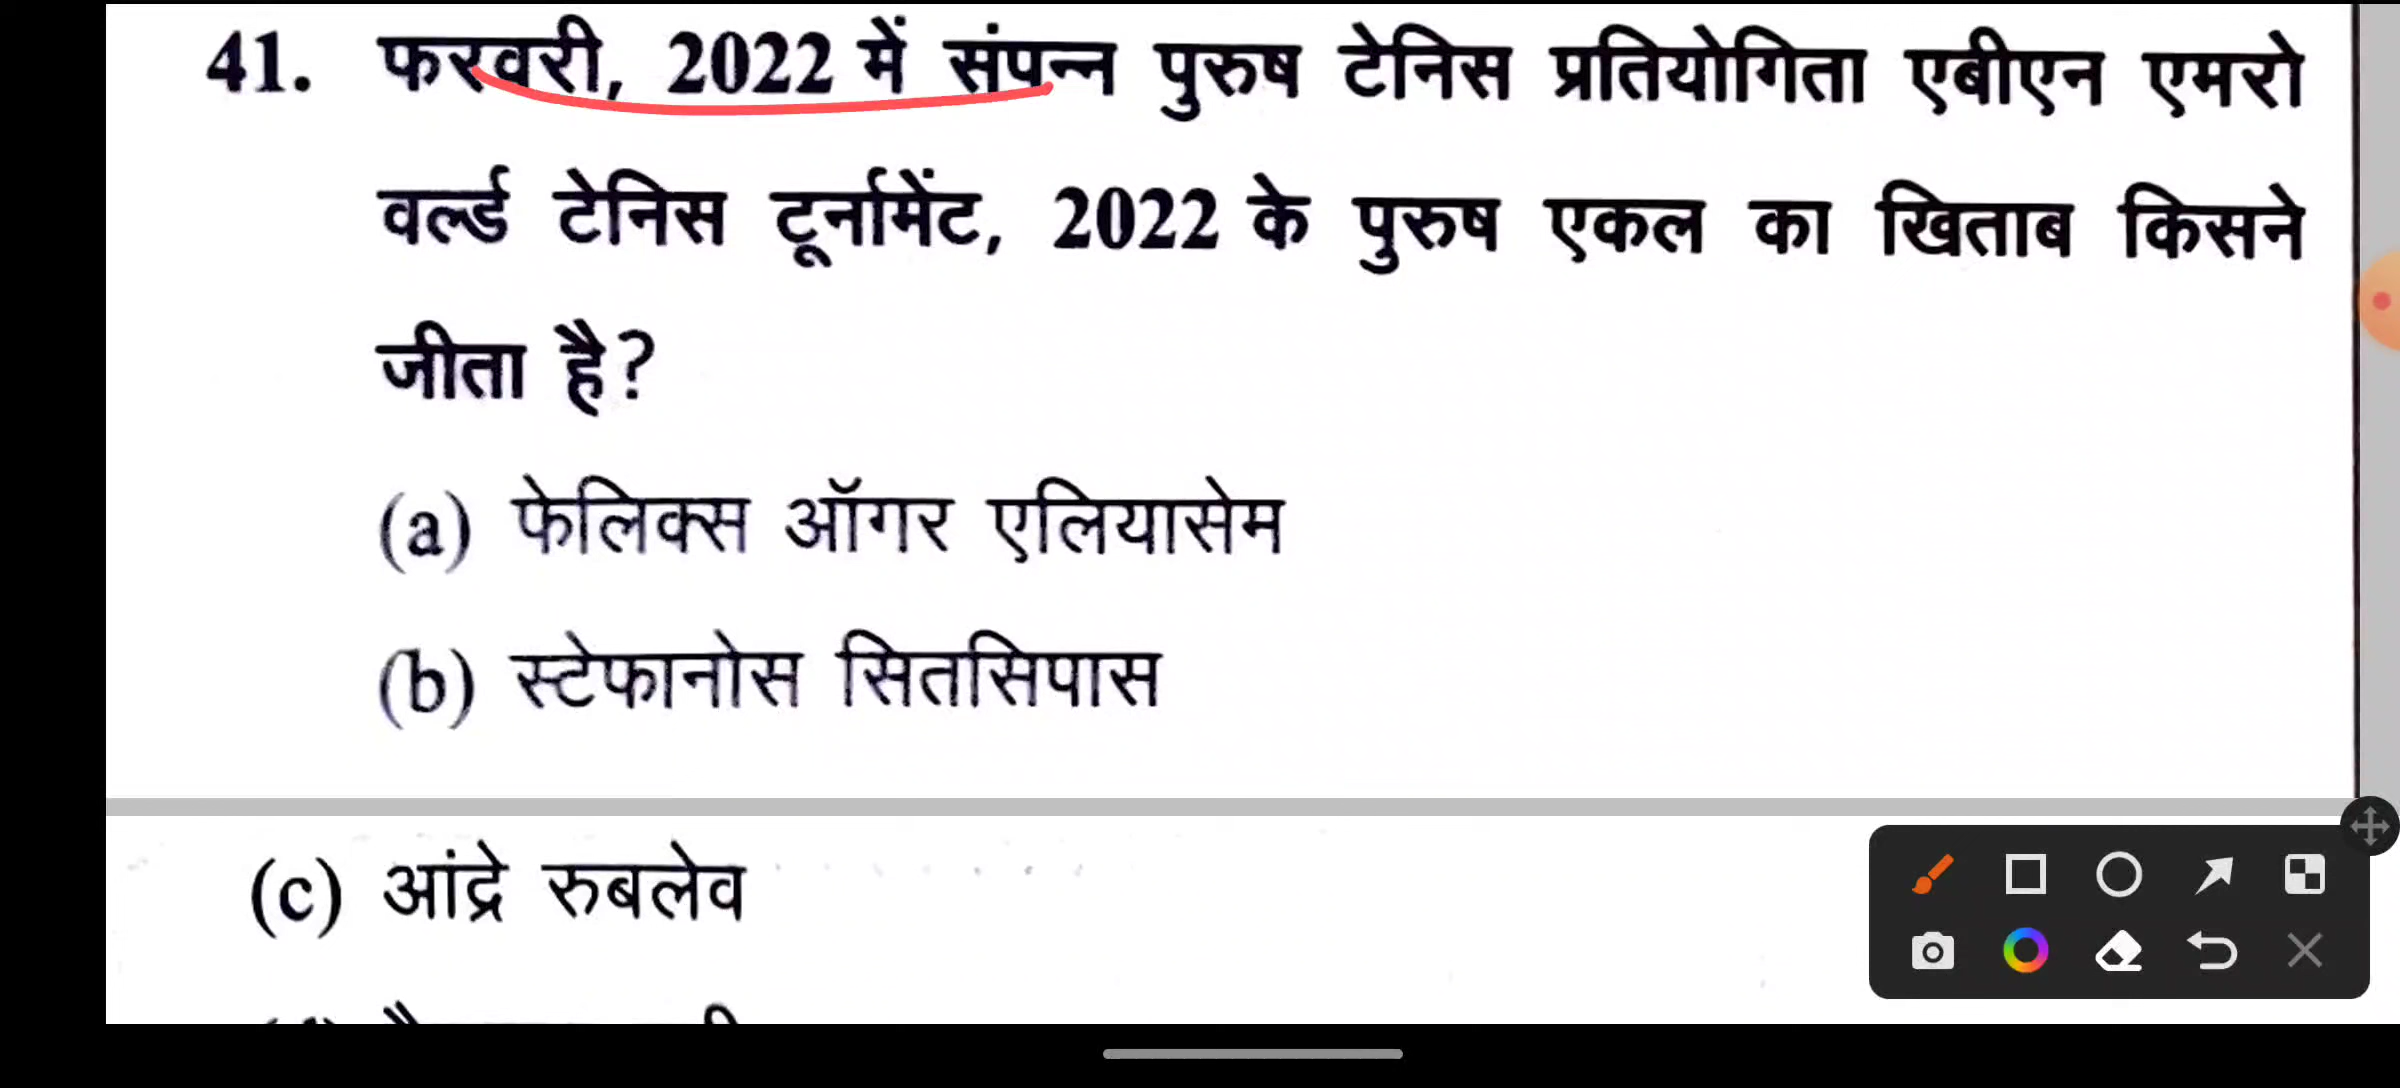 41. फरवरी, 2022 में संपन्न पुरुष टेनिस प्रतियोगिता एबीएन एमरो
वर्ल्ड टेनिस टूर्नामेंट, 2022 के पुरुष एकल का खिताब किसने
जीता है?
(a) फेलिक्स ऑगर एलियासेम
(b) स्टेफानोस सितसिपास
(c) आंद्रे रुबलेव